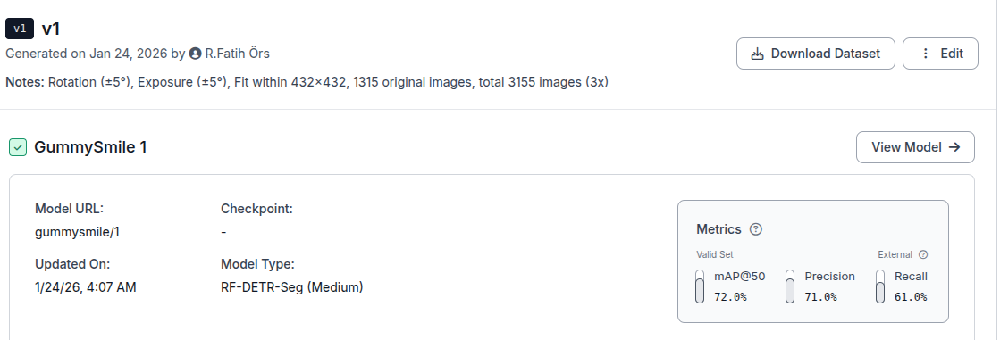 v1 v1
Generated on Jan 24, 2026 by R.Fatih Örs
Download Dataset
Edit
Notes: Rotation (±5°), Exposure (±5°), Fit within 432×432, 1315 original images, total 3155 images (3x)
GummySmile 1
View Model →
Model URL:
gummysmile/1
Checkpoint:
-
Updated On:
1/24/26, 4:07 AM
Model Type:
RF-DETR-Seg (Medium)
Metrics ?
Valid Set
External ?
mAP@50
72.0%
Precision
71.0%
Recall
61.0%